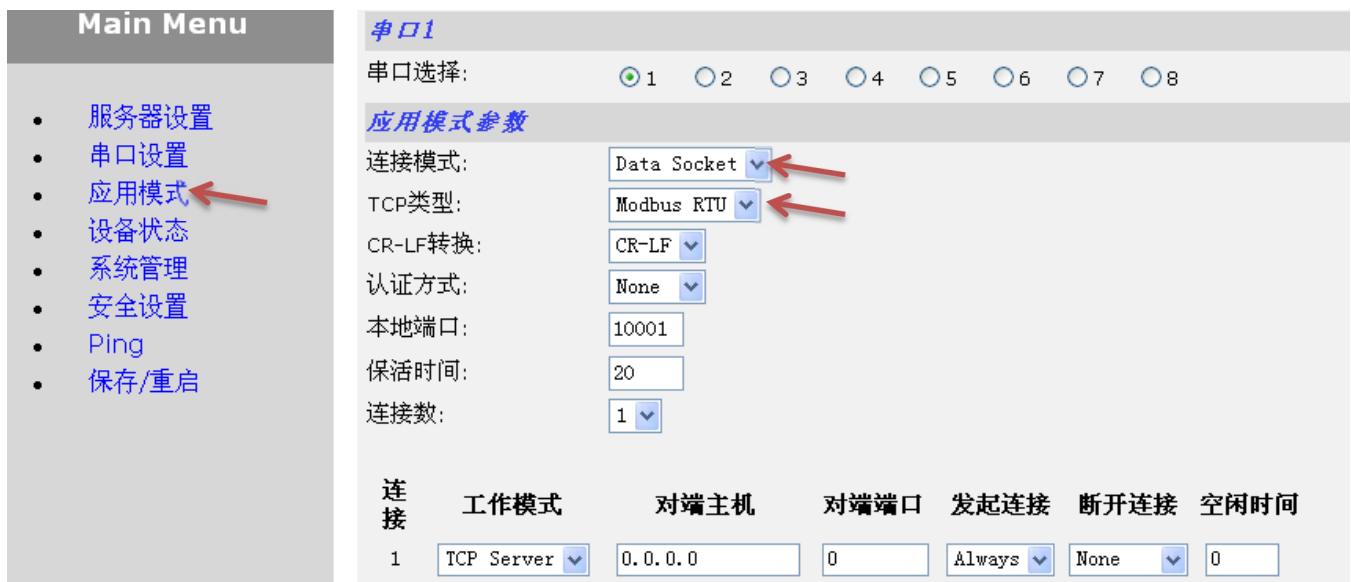 Main Menu
服务器设置
串口设置
应用模式
设备状态
系统管理
安全设置
Ping
保存/重启
串口1
串口选择: 1 2 3 4 5 6 7 8
应用模式参数
连接模式: Data Socket
TCP类型: Modbus RTU
CR-LF转换: CR-LF
认证方式: None
本地端口: 10001
保活时间: 20
连接数: 1
连接 工作模式 对端主机 对端端口 发起连接 断开连接 空闲时间
1 TCP Server 0.0.0.0 0 Always None 0